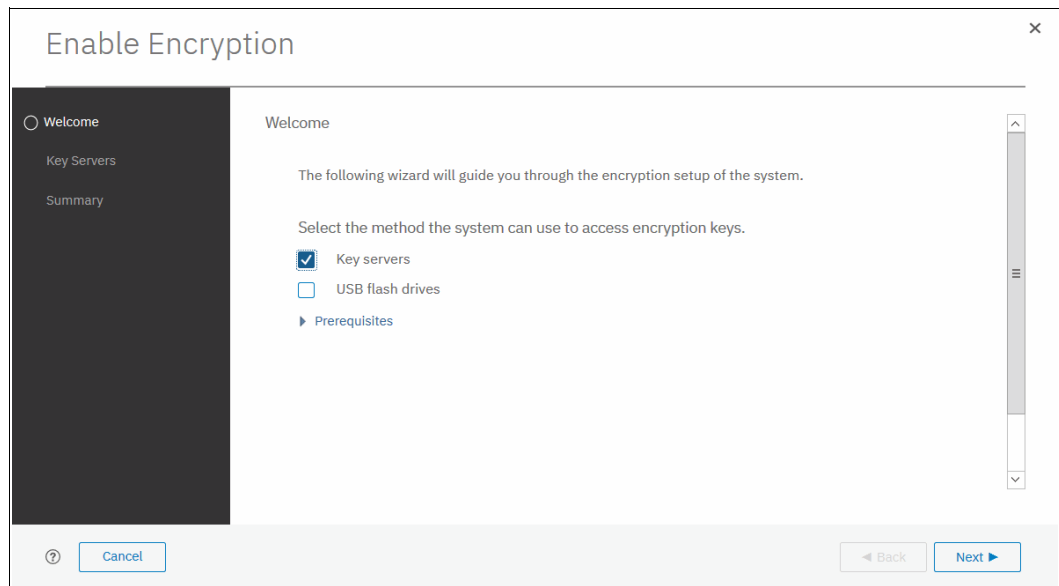 Enable Encryption
Welcome
Key Servers
Summary
Welcome
The following wizard will guide you through the encryption setup of the system.
Select the method the system can use to access encryption keys.
Key servers
USB flash drives
Prerequisites
Cancel
Back
Next